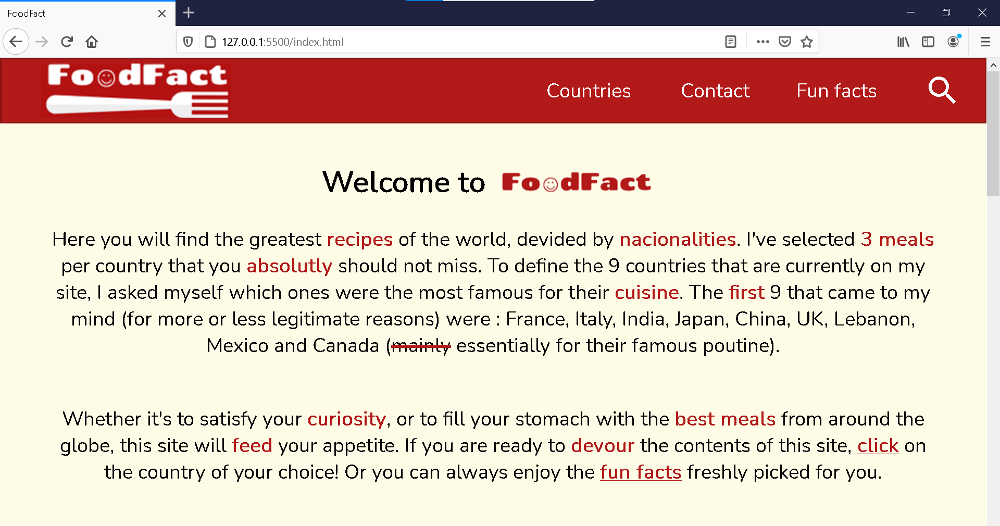 FoodFact
127.0.0.1:5500/index.html
FoodFact
Countries Contact Fun facts
Welcome to FoodFact
Here you will find the greatest recipes of the world, devided by nacionalities. I've selected 3 meals
per country that you absolutly should not miss. To define the 9 countries that are currently on my
site, I asked myself which ones were the most famous for their cuisine. The first 9 that came to my
mind (for more or less legitimate reasons) were : France, Italy, India, Japan, China, UK, Lebanon,
Mexico and Canada (mainly essentially for their famous poutine).
Whether it's to satisfy your curiosity, or to fill your stomach with the best meals from around the
globe, this site will feed your appetite. If you are ready to devour the contents of this site, click on
the country of your choice! Or you can always enjoy the fun facts freshly picked for you.